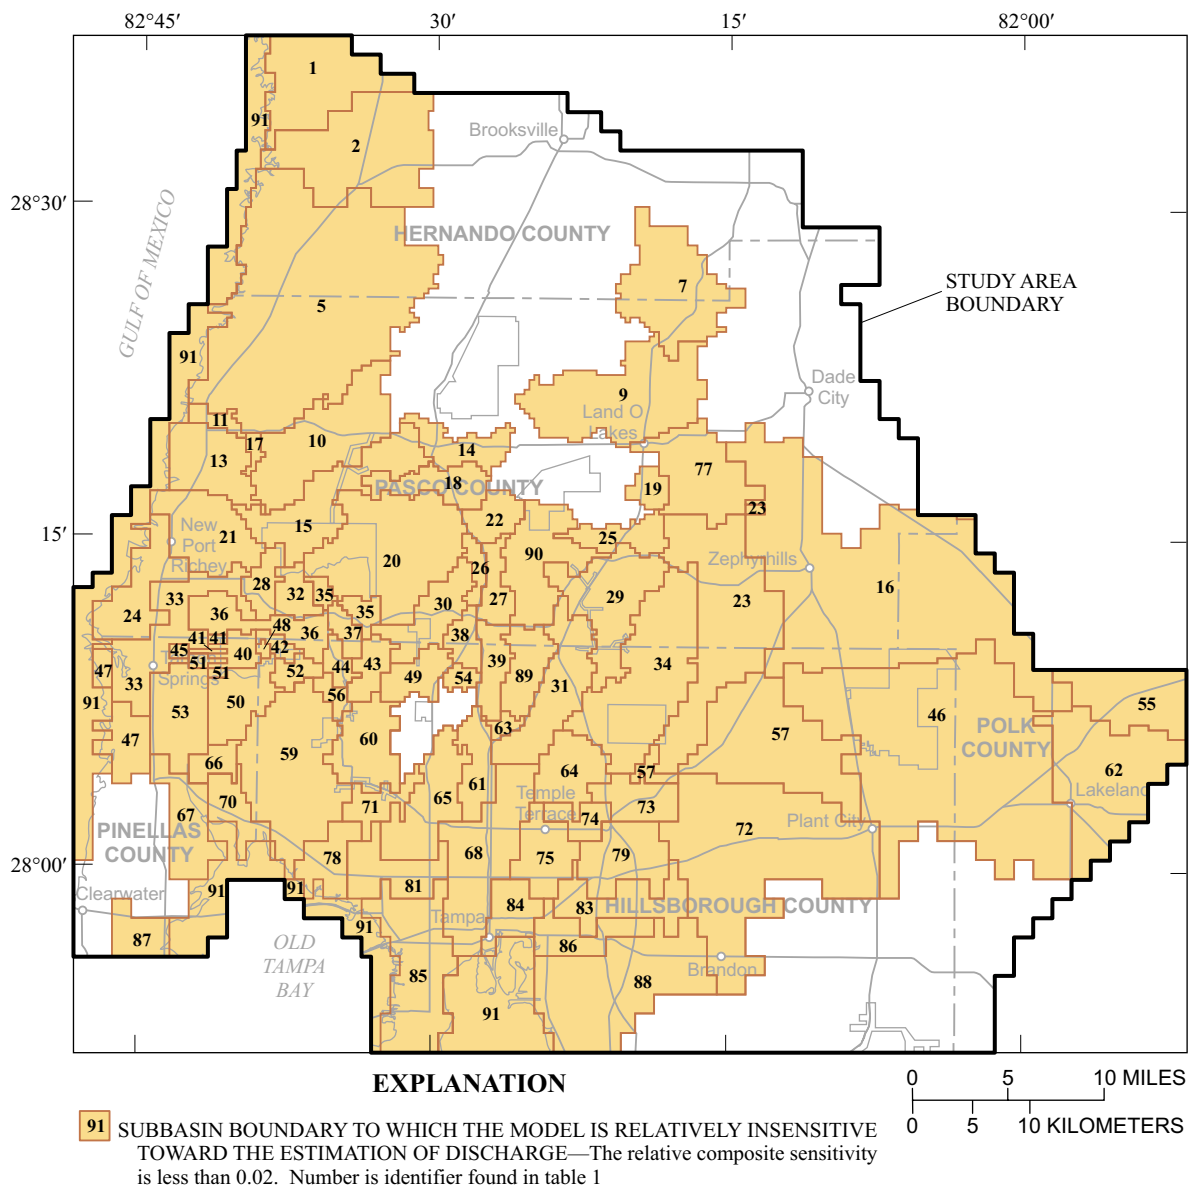 82°45′ 30′ 15′ 82°00′
1
91
Brooksville
2
28°30′
GULF OF MEXICO
HERNANDO COUNTY
7
STUDY AREA
BOUNDARY
5
91
Dade
City
9
Land O
Lakes
11
17 10
14
13
77
18
PASCO COUNTY
19
23
22
New
Port
Richey
15
21
15′
25
90
20
Zephyrhills
26
28
16
32 35
29
33
27
30
23
35
36
24
48
36 37
38
41 41
42
45
40
39
34
51
T
43
44
47
52
51
89
49
54
Springs
33
31
56
50
91
55
53
46
POLK
COUNTY
63
47
57
60
59
66
64
57
62
61
Lakeland
Temple
Terrace
65
70
71
73
67
74
PINELLAS
COUNTY
72
Plant City
68
78
75
79
28°00′
81
91
91
Clearwater
84
83
HILLSBOROUGH COUNTY
Tampa
91
87
OLD
TAMPA
BAY
86
Brandon
85
88
91
EXPLANATION
0 5 10 MILES
0 5 10 KILOMETERS
91 SUBBASIN BOUNDARY TO WHICH THE MODEL IS RELATIVELY INSENSITIVE
TOWARD THE ESTIMATION OF DISCHARGE—The relative composite sensitivity
is less than 0.02. Number is identifier found in table 1